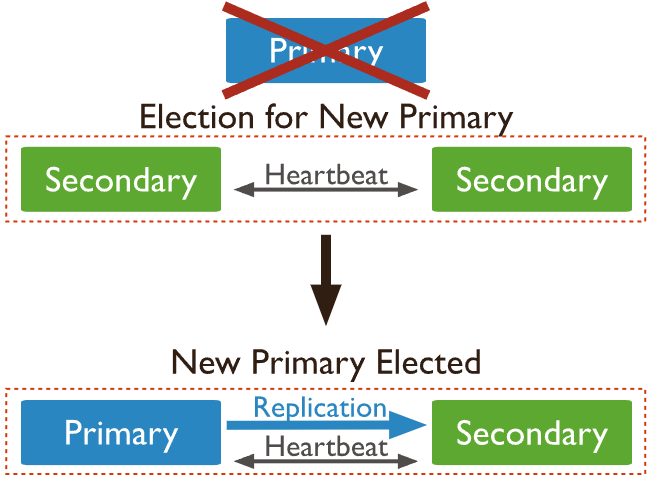 Primary
Election for New Primary
Secondary Heartbeat Secondary
New Primary Elected
Replication
Primary Heartbeat Secondary